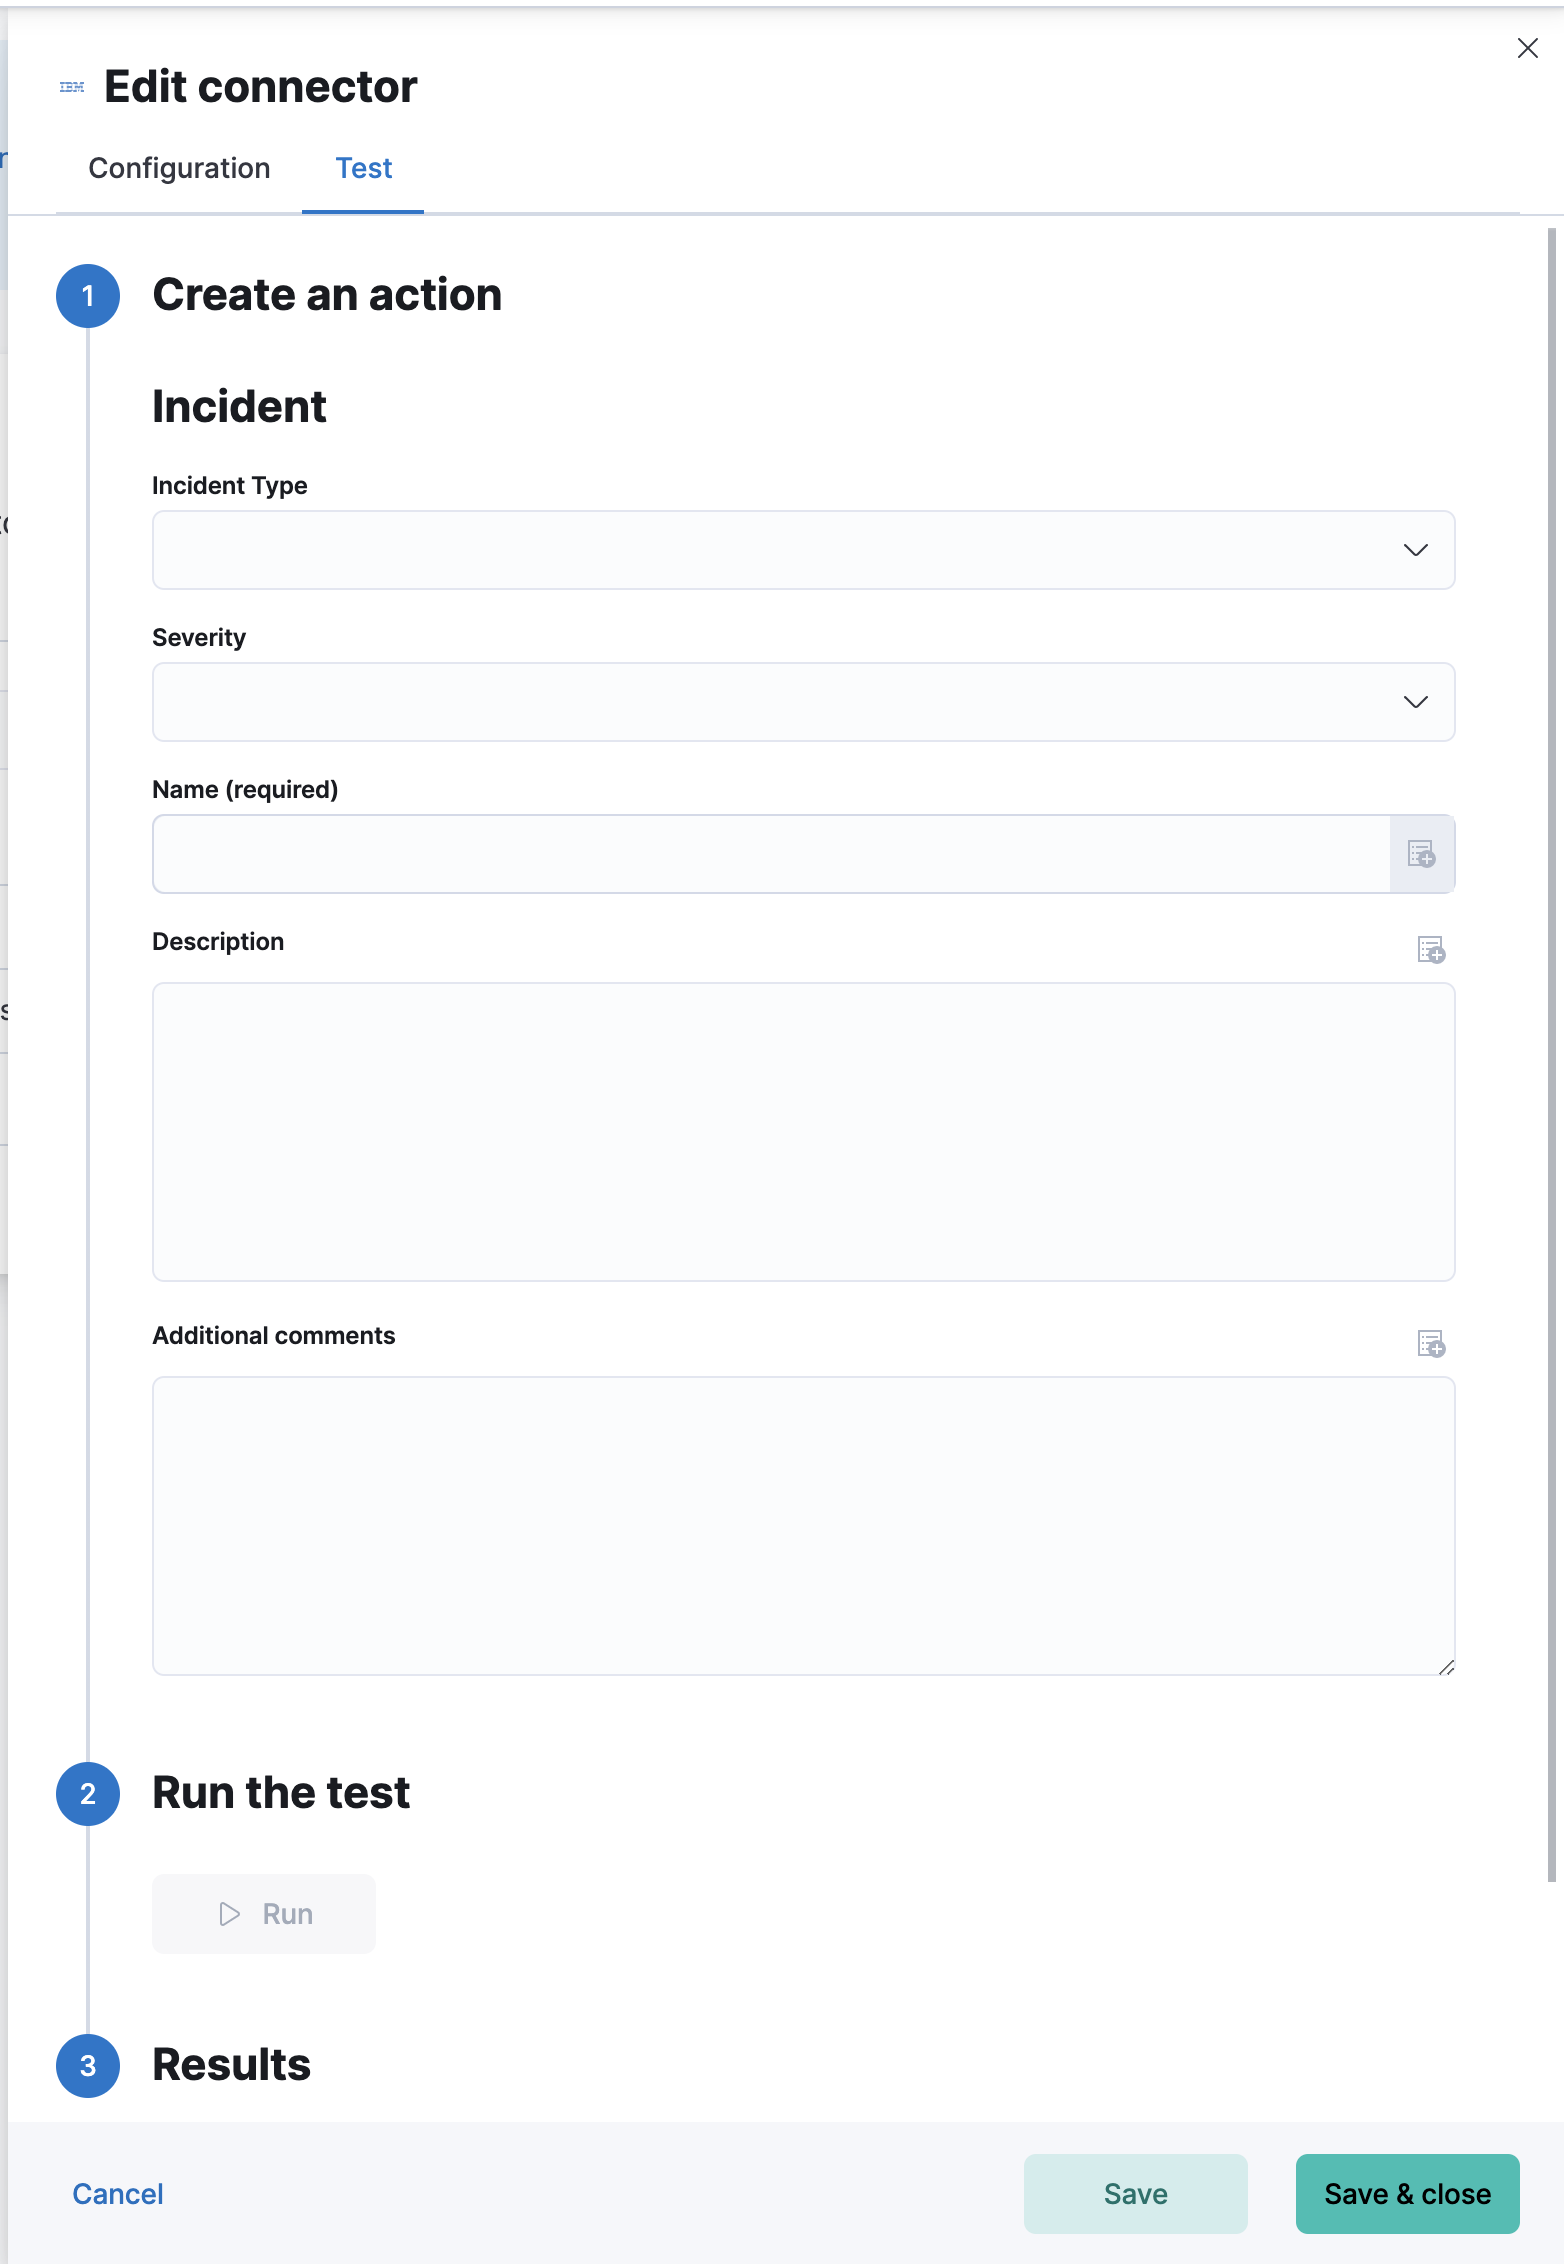 IBM Edit connector
Configuration Test
1 Create an action
Incident
Incident Type
Severity
Name (required)
Description
Additional comments
2 Run the test
Run
3 Results
Cancel Save Save & close